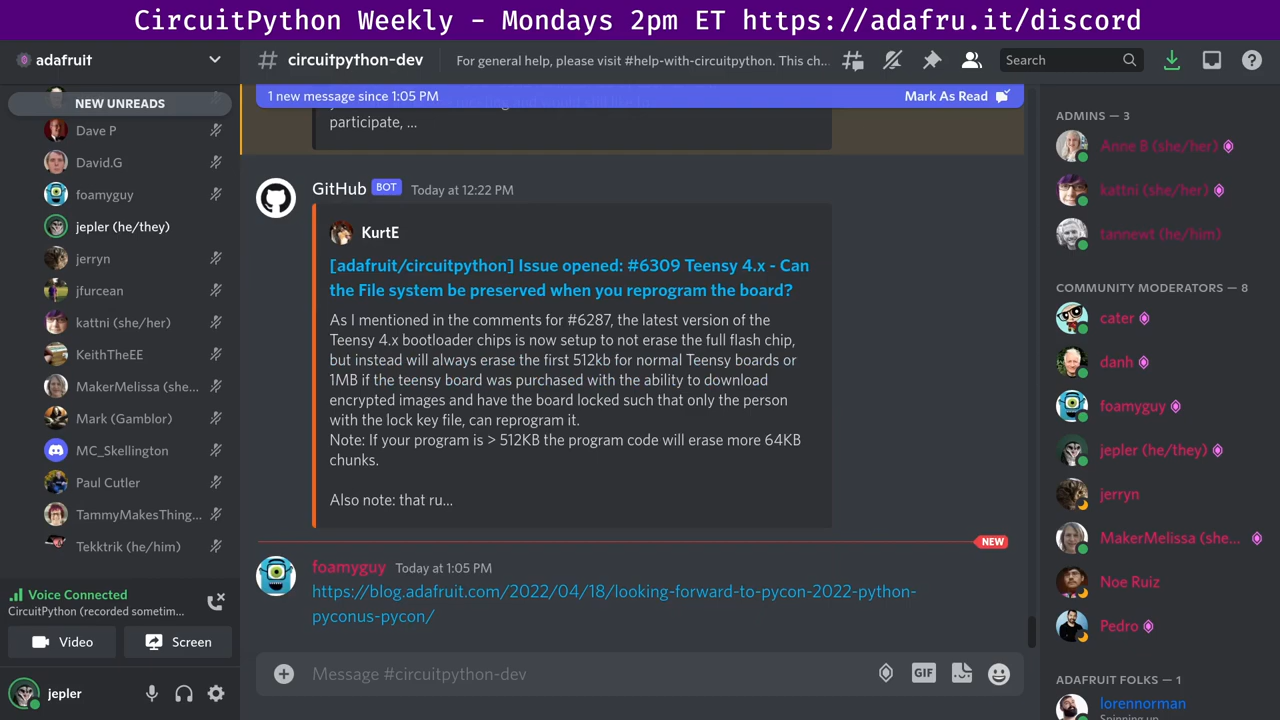 CircuitPython Weekly - Mondays 2pm ET https://adafru.it/discord
adafruit
NEW UNREADS
Dave P
David.G
foamyguy
jepler (he/they)
jerryn
jfurcean
kattni (she/her)
KeithTheEE
MakerMelissa (she...
Mark (Gamblor)
MC_Skellington
Paul Cutler
TammyMakesThing...
Tekktrik (he/him)
Voice Connected
CircuitPython (recorded sometim...
Video
Screen
jepler
circuitpython-dev
For general help, please visit #help-with-circuitpython. This ch...
Search
1 new message since 1:05 PM
Mark As Read
participate, ...
GitHub BOT Today at 12:22 PM
KurtE
[adafruit/circuitpython] Issue opened: #6309 Teensy 4.x - Can
the File system be preserved when you reprogram the board?
As I mentioned in the comments for #6287, the latest version of the
Teensy 4.x bootloader chips is now setup to not erase the full flash chip,
but instead will always erase the first 512kb for normal Teensy boards or
1MB if the teensy board was purchased with the ability to download
encrypted images and have the board locked such that only the person
with the lock key file, can reprogram it.
Note: If your program is > 512KB the program code will erase more 64KB
chunks.
Also note: that ru...
NEW
foamyguy Today at 1:05 PM
https://blog.adafruit.com/2022/04/18/looking-forward-to-pycon-2022-python-
pyconus-pycon/
Message #circuitpython-dev
GIF
ADMINS — 3
Anne B (she/her)
kattni (she/her)
tannewt (he/him)
COMMUNITY MODERATORS — 8
cater
danh
foamyguy
jepler (he/they)
jerryn
MakerMelissa (she...
Noe Ruiz
Pedro
ADAFRUIT FOLKS — 1
lorennorman